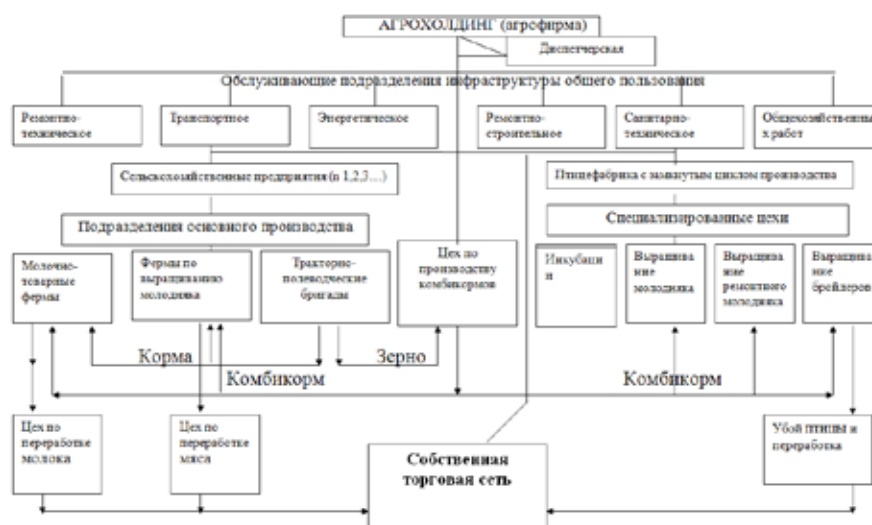 АГРОХОЛДИНГ (агрофирма)
Диспетчерская
Обслуживающие подразделения инфраструктуры общего пользования
Ремонтно-
техническое
Транспортное
Энергетическое
Ремонтно-
строительное
Санитарно-
техническое
Общехозяйственны
х работ
Сельскохозяйственные предприятия (п 1,2,3…)
Птицефабрика с замкнутым циклом производства
Подразделения основного производства
Специализированные цехи
Молочно-
товарные
фермы
Фермы по
выращиванию
молодняка
Тракторно-
полеводческие
бригады
Цех по
производству
комбикормов
Инкубаци
и
Выращива
ние
молодняка
Выращива
ние
ремонтного
молодняка
Выращива
ние
бройлеров
Корма
Зерно
Комбикорм
Комбикорм
Цех по
переработке
молока
Цех по
переработке
мяса
Собственная
торговая сеть
Убой птицы и
переработка